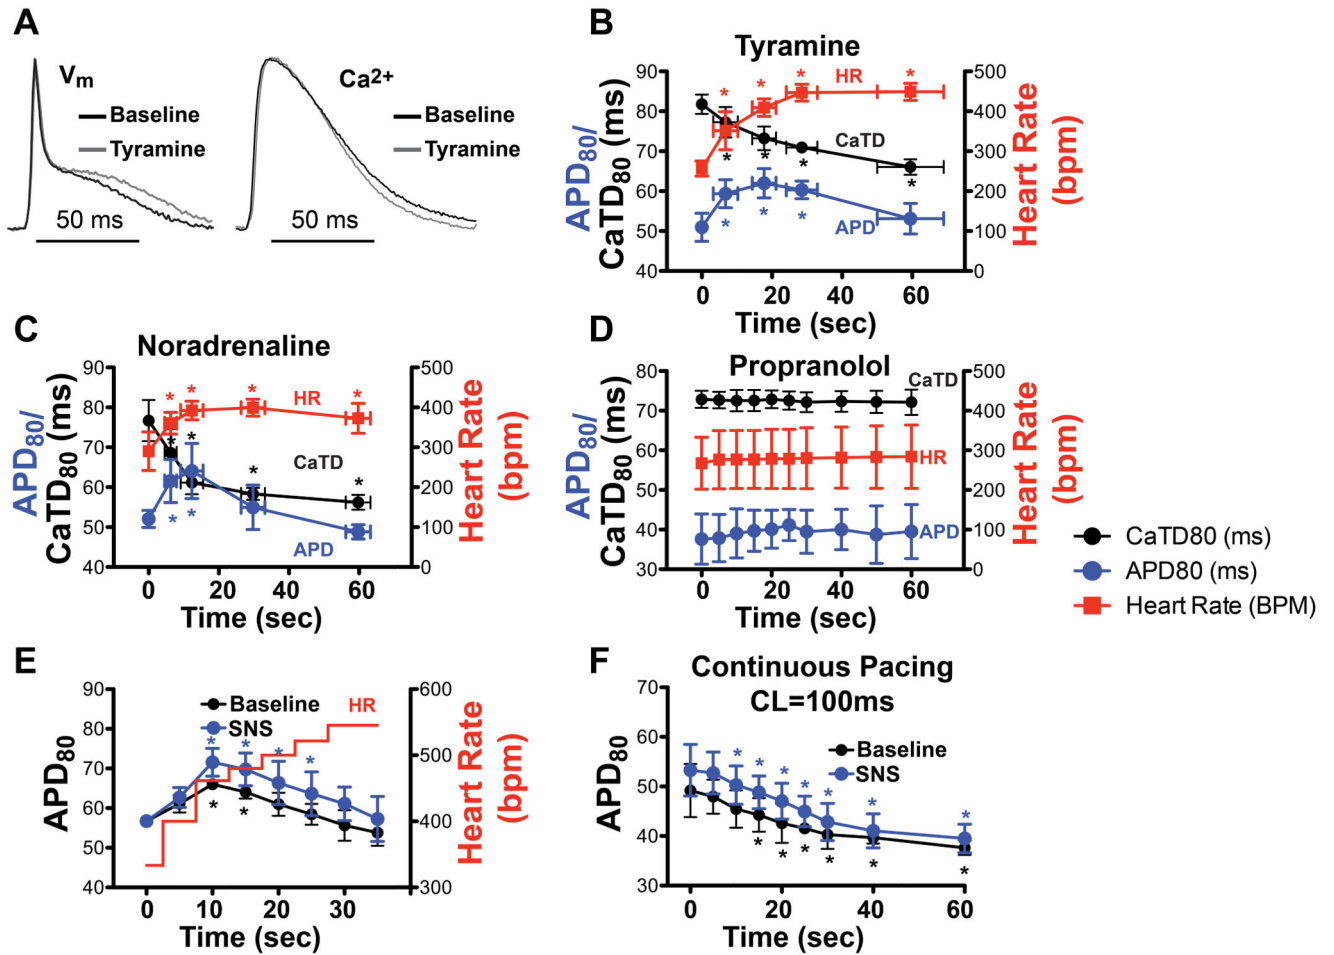 A
Vm
Baseline
Tyramine
50 ms
Ca2+
Baseline
Tyramine
50 ms
B
Tyramine
APD80/
CaTD80 (ms)
90
80
70
60
50
40
HR
CaTD
APD
*
*
*
*
*
*
*
*
*
*
*
500
400
300
200
100
0
Heart Rate
(bpm)
0 20 40 60
Time (sec)
C
Noradrenaline
APD80/
CaTD80 (ms)
90
80
70
60
50
40
HR
CaTD
APD
*
*
*
*
*
*
*
*
*
*
500
400
300
200
100
0
Heart Rate
(bpm)
0 20 40 60
Time (sec)
D
Propranolol
APD80/
CaTD80 (ms)
80
70
60
50
40
30
CaTD
HR
APD
500
400
300
200
100
0
Heart Rate
(bpm)
0 20 40 60
Time (sec)
CaTD80 (ms)
APD80 (ms)
Heart Rate (BPM)
E
APD80
90
80
70
60
50
40
Baseline
SNS
HR
*
*
*
*
*
*
600
500
400
300
Heart Rate
(bpm)
0 10 20 30
Time (sec)
F
Continuous Pacing
CL=100ms
APD80
70
60
50
40
30
Baseline
SNS
*
*
*
*
*
*
*
*
*
*
*
*
*
0 20 40 60
Time (sec)